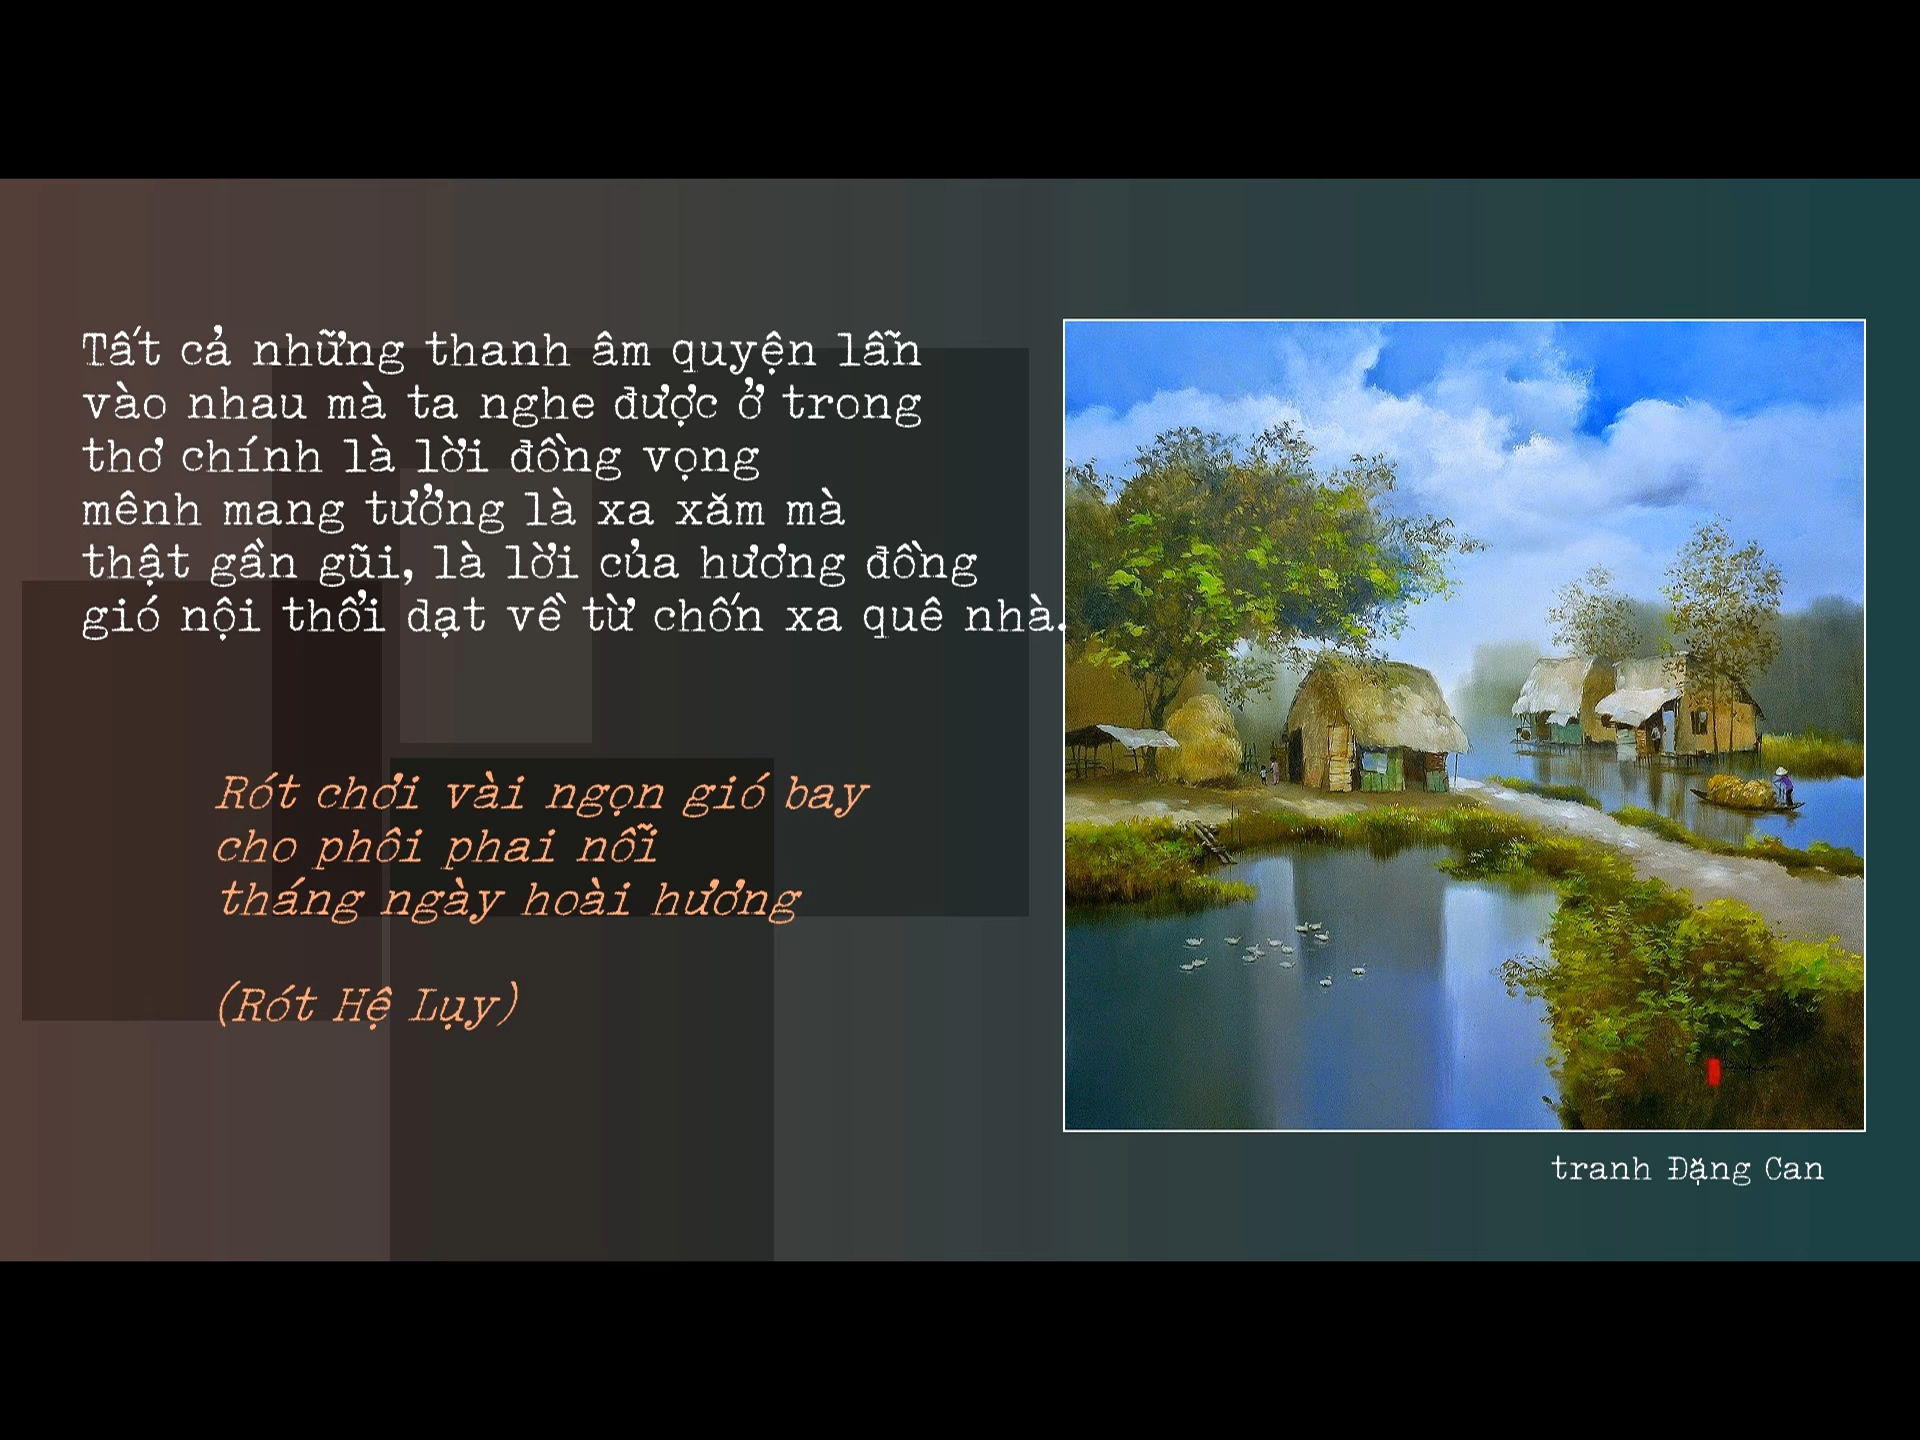 Tất cả những thanh âm quyện lẫn
vào nhau mà ta nghe được ở trong
thơ chính là lời đồng vọng
mênh mang tưởng là xa xăm mà
thật gần gũi, là lời của hương đồng
gió nội thổi dạt về từ chốn xa quê nhà.
Rót chơi vài ngọn gió bay
cho phôi phai nỗi
tháng ngày hoài hương
(Rót Hệ Lụy)
tranh Đặng Can